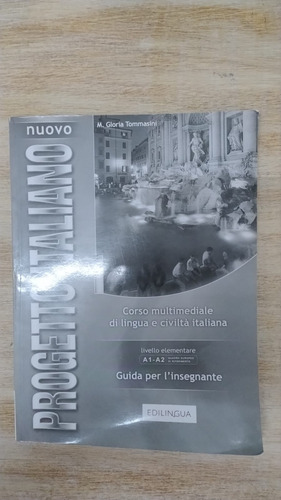 nuovo
PROGETTO ITALIANO
M. Gloria Tommasini
Corso multimediale
di lingua e civiltà italiana
livello elementare
A1-A2
Guida per l'insegnante
EDILINGUA